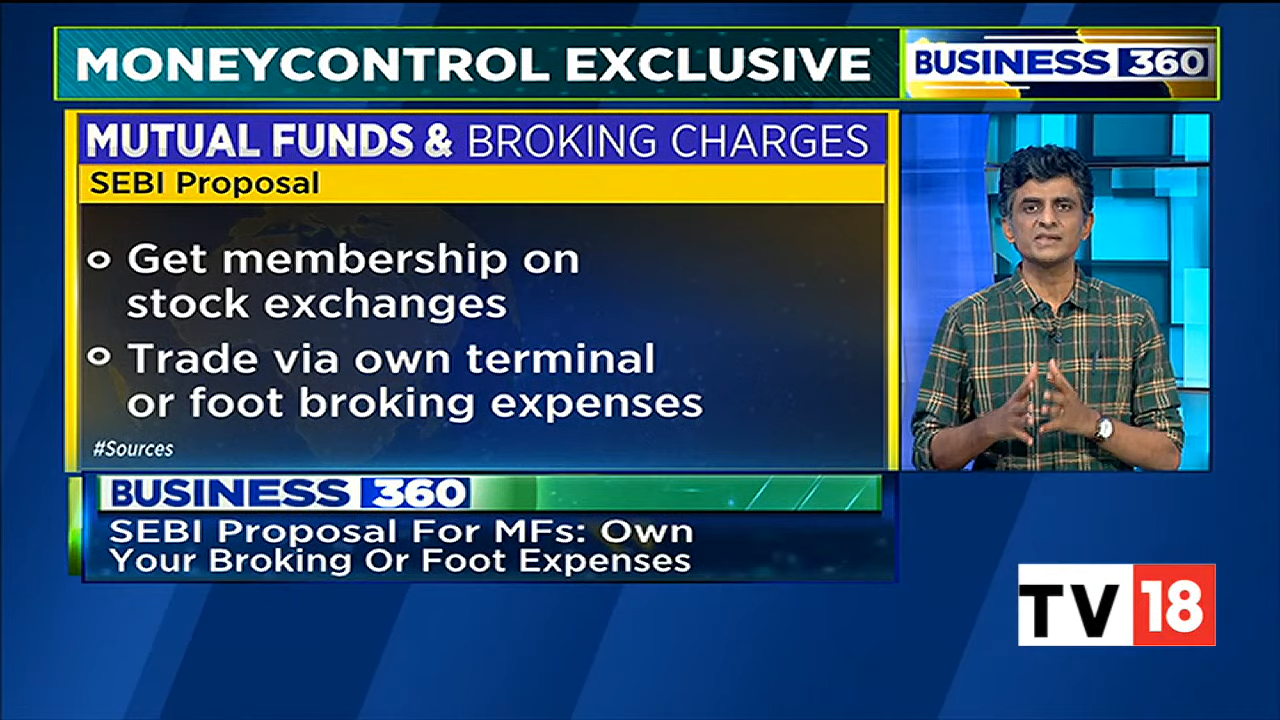 MONEYCONTROL EXCLUSIVE
BUSINESS 360
MUTUAL FUNDS & BROKING CHARGES
SEBI Proposal
Get membership on
stock exchanges
Trade via own terminal
or foot broking expenses
#Sources
BUSINESS 360
SEBI Proposal For MFs: Own
Your Broking Or Foot Expenses
TV18